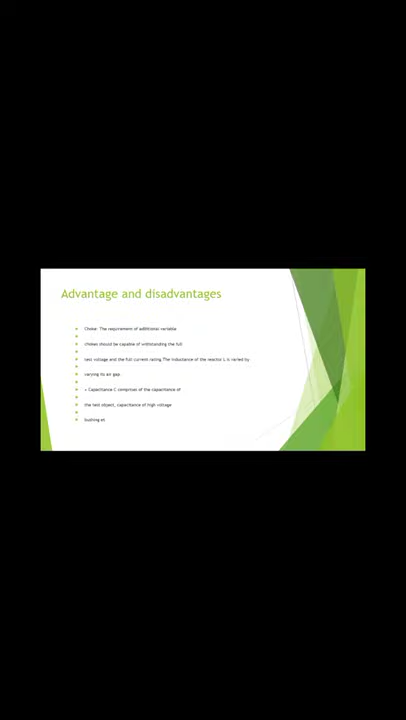 Advantage and disadvantages
Choke: The requirement of additional variable
chokes should be capable of withstanding the full
test voltage and the full current rating The inductance of the reactor L is varied by
varying its air gap.
» Capacitance C comprises of the capacitance of
the test object, capacitance of high voltage
bushing et